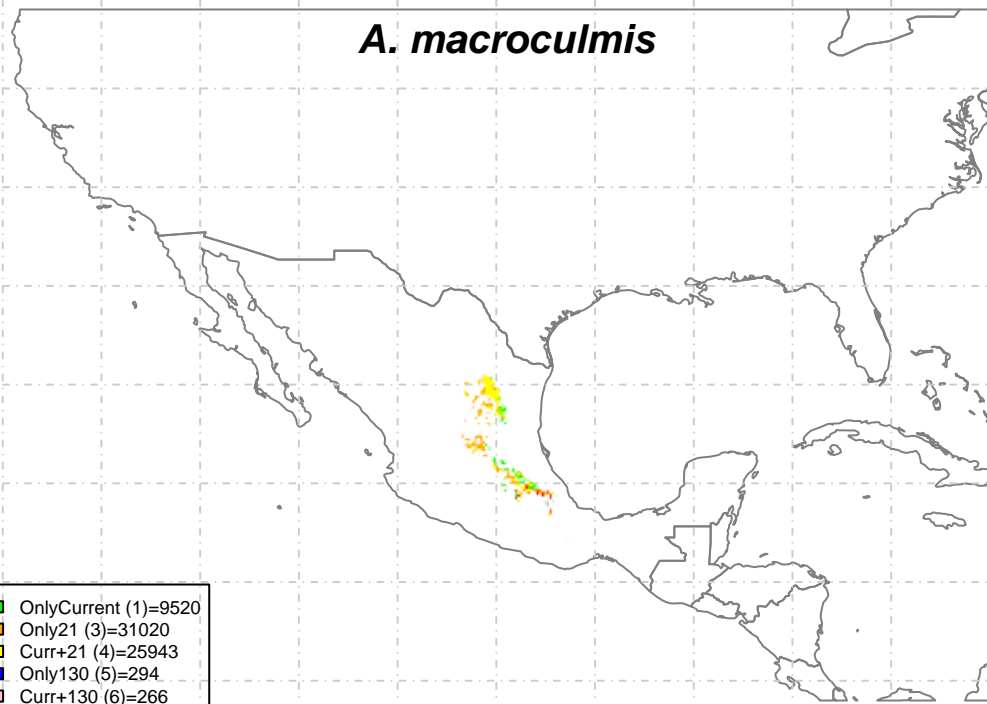 A. macroculmis
OnlyCurrent (1)=9520
Only21 (3)=31020
Curr+21 (4)=25943
Only130 (5)=294
Curr+130 (6)=266